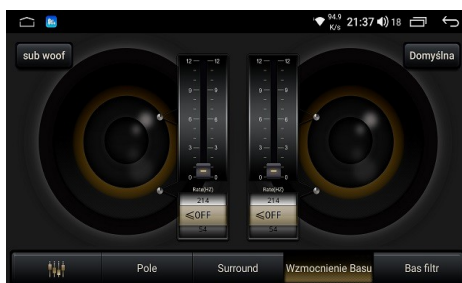 94.9
K/s
21:37
18
sub woof
Domyślna
12 12
9 9
6 6
3 3
0 0
Rate(HZ)
214
≤OFF
54
12 12
9 9
6 6
3 3
0 0
Rate(HZ)
214
≤OFF
54
Pole
Surround
Wzmocnienie Basu
Bas filtr